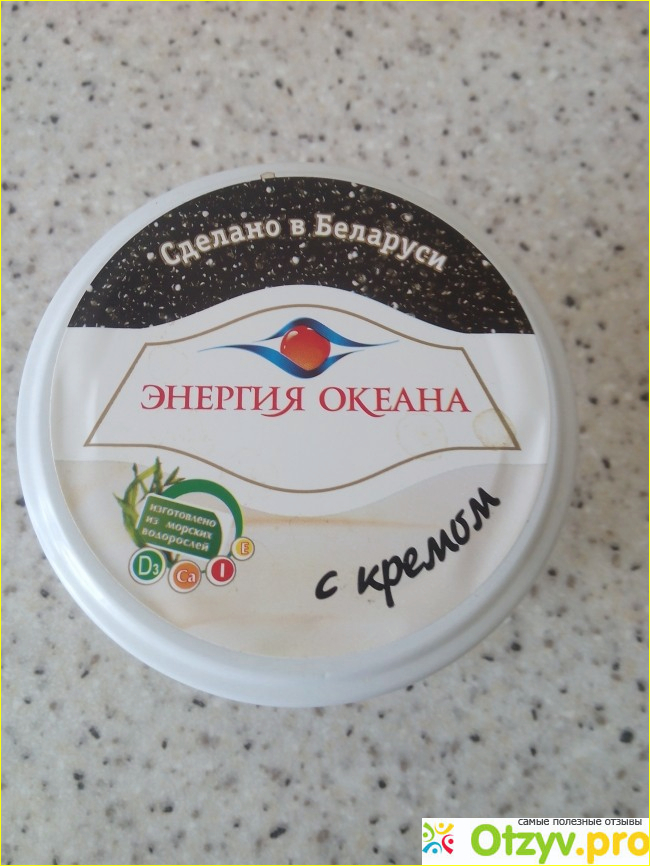 Сделано в Беларуси
ЭНЕРГИЯ ОКЕАНА
изготовлено
из морских
водорослей
D3 Ca I E
с кремом
самые полезные отзывы
Otzyv.pro